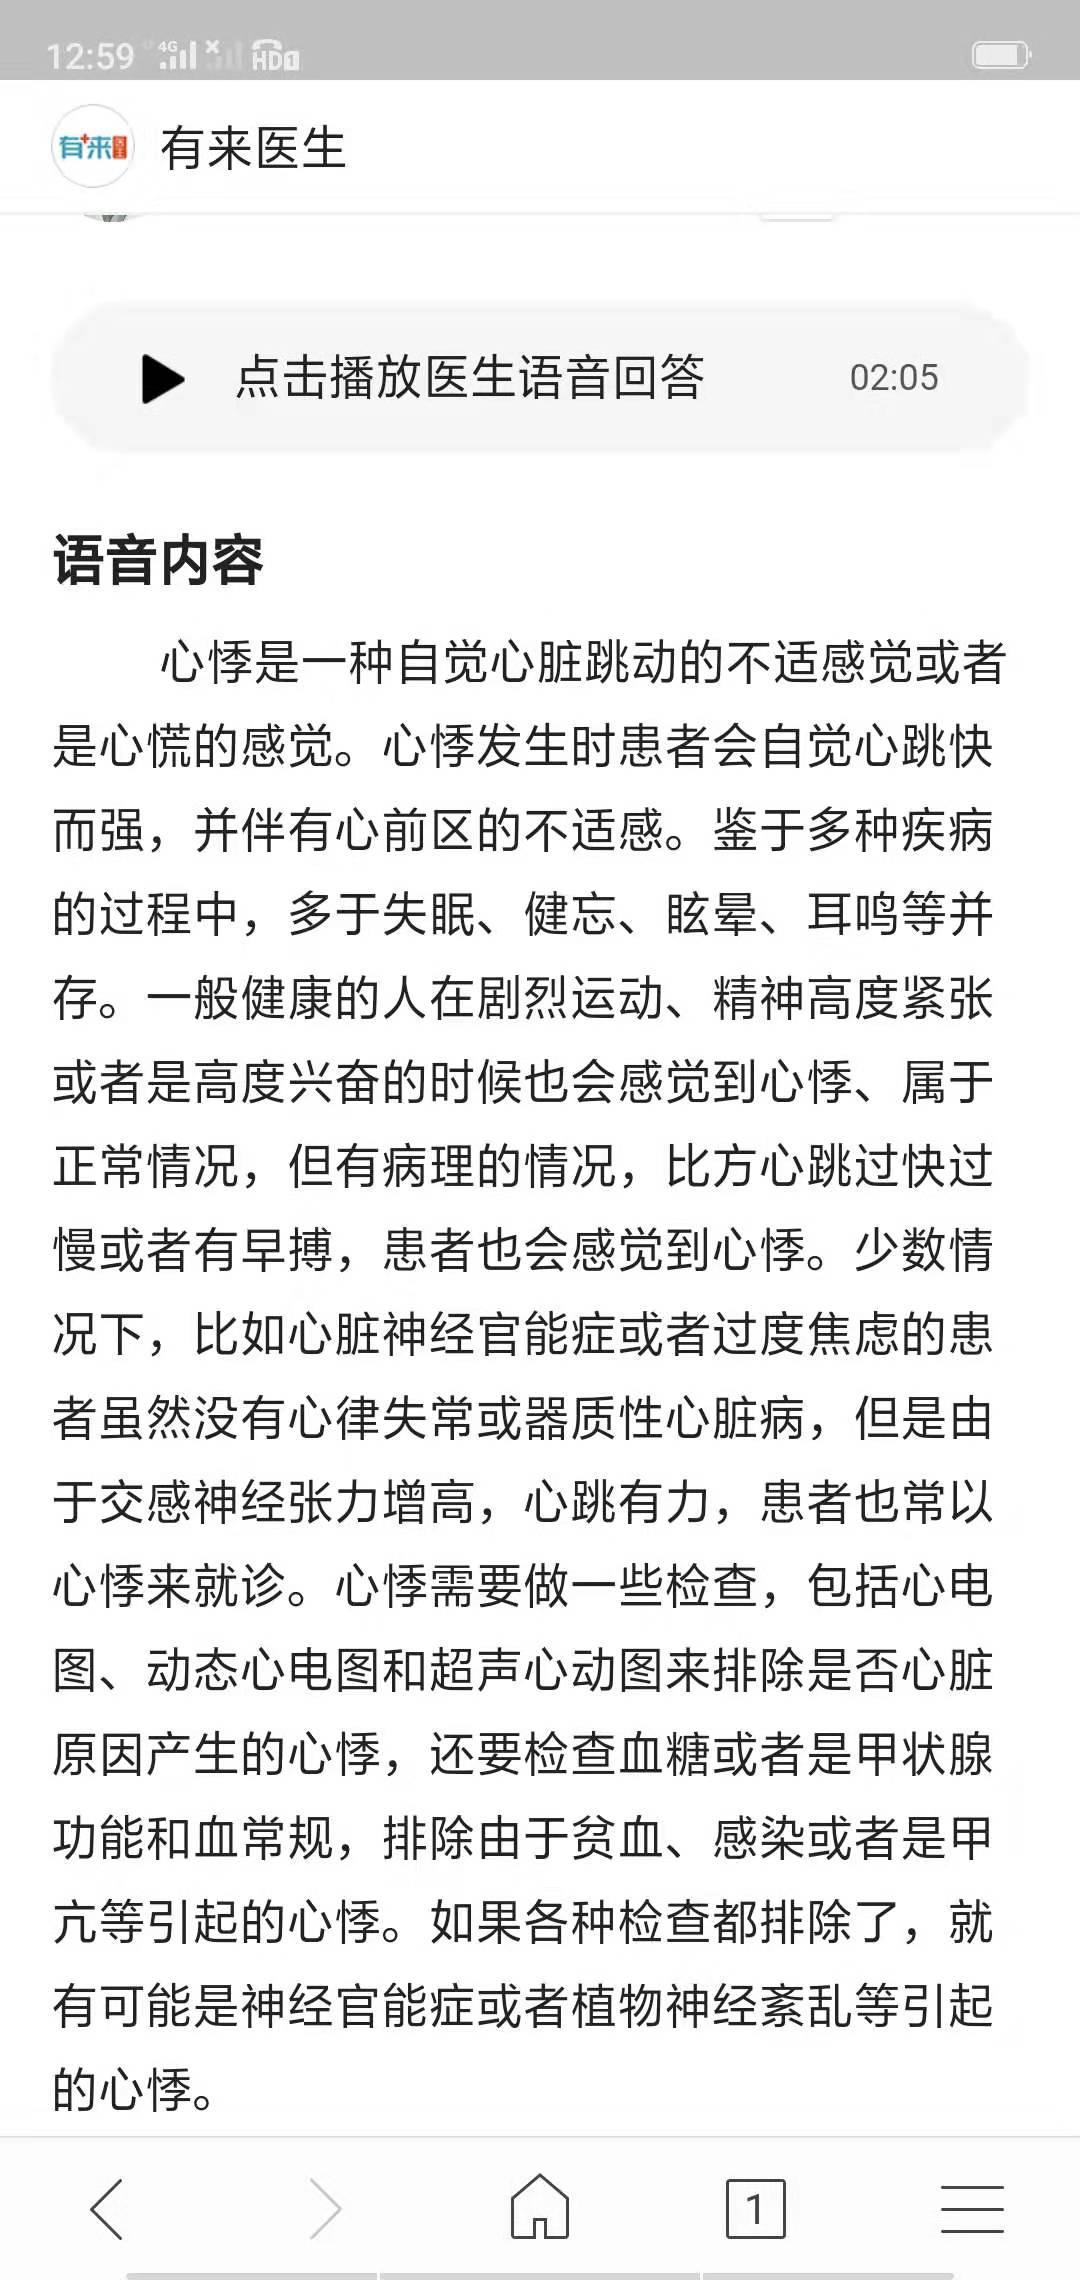 12:59 4G HD1
有来医生 有来医生
点击播放医生语音回答 02:05
语音内容
心悸是一种自觉心脏跳动的不适感觉或者
是心慌的感觉。心悸发生时患者会自觉心跳快
而强，并伴有心前区的不适感。鉴于多种疾病
的过程中，多于失眠、健忘、眩晕、耳鸣等并
存。一般健康的人在剧烈运动、精神高度紧张
或者是高度兴奋的时候也会感觉到心悸、属于
正常情况，但有病理的情况，比方心跳过快过
慢或者有早搏，患者也会感觉到心悸。少数情
况下，比如心脏神经官能症或者过度焦虑的患
者虽然没有心律失常或器质性心脏病，但是由
于交感神经张力增高，心跳有力，患者也常以
心悸来就诊。心悸需要做一些检查，包括心电
图、动态心电图和超声心动图来排除是否心脏
原因产生的心悸，还要检查血糖或者是甲状腺
功能和血常规，排除由于贫血、感染或者是甲
亢等引起的心悸。如果各种检查都排除了，就
有可能是神经官能症或者植物神经紊乱等引起
的心悸。
1